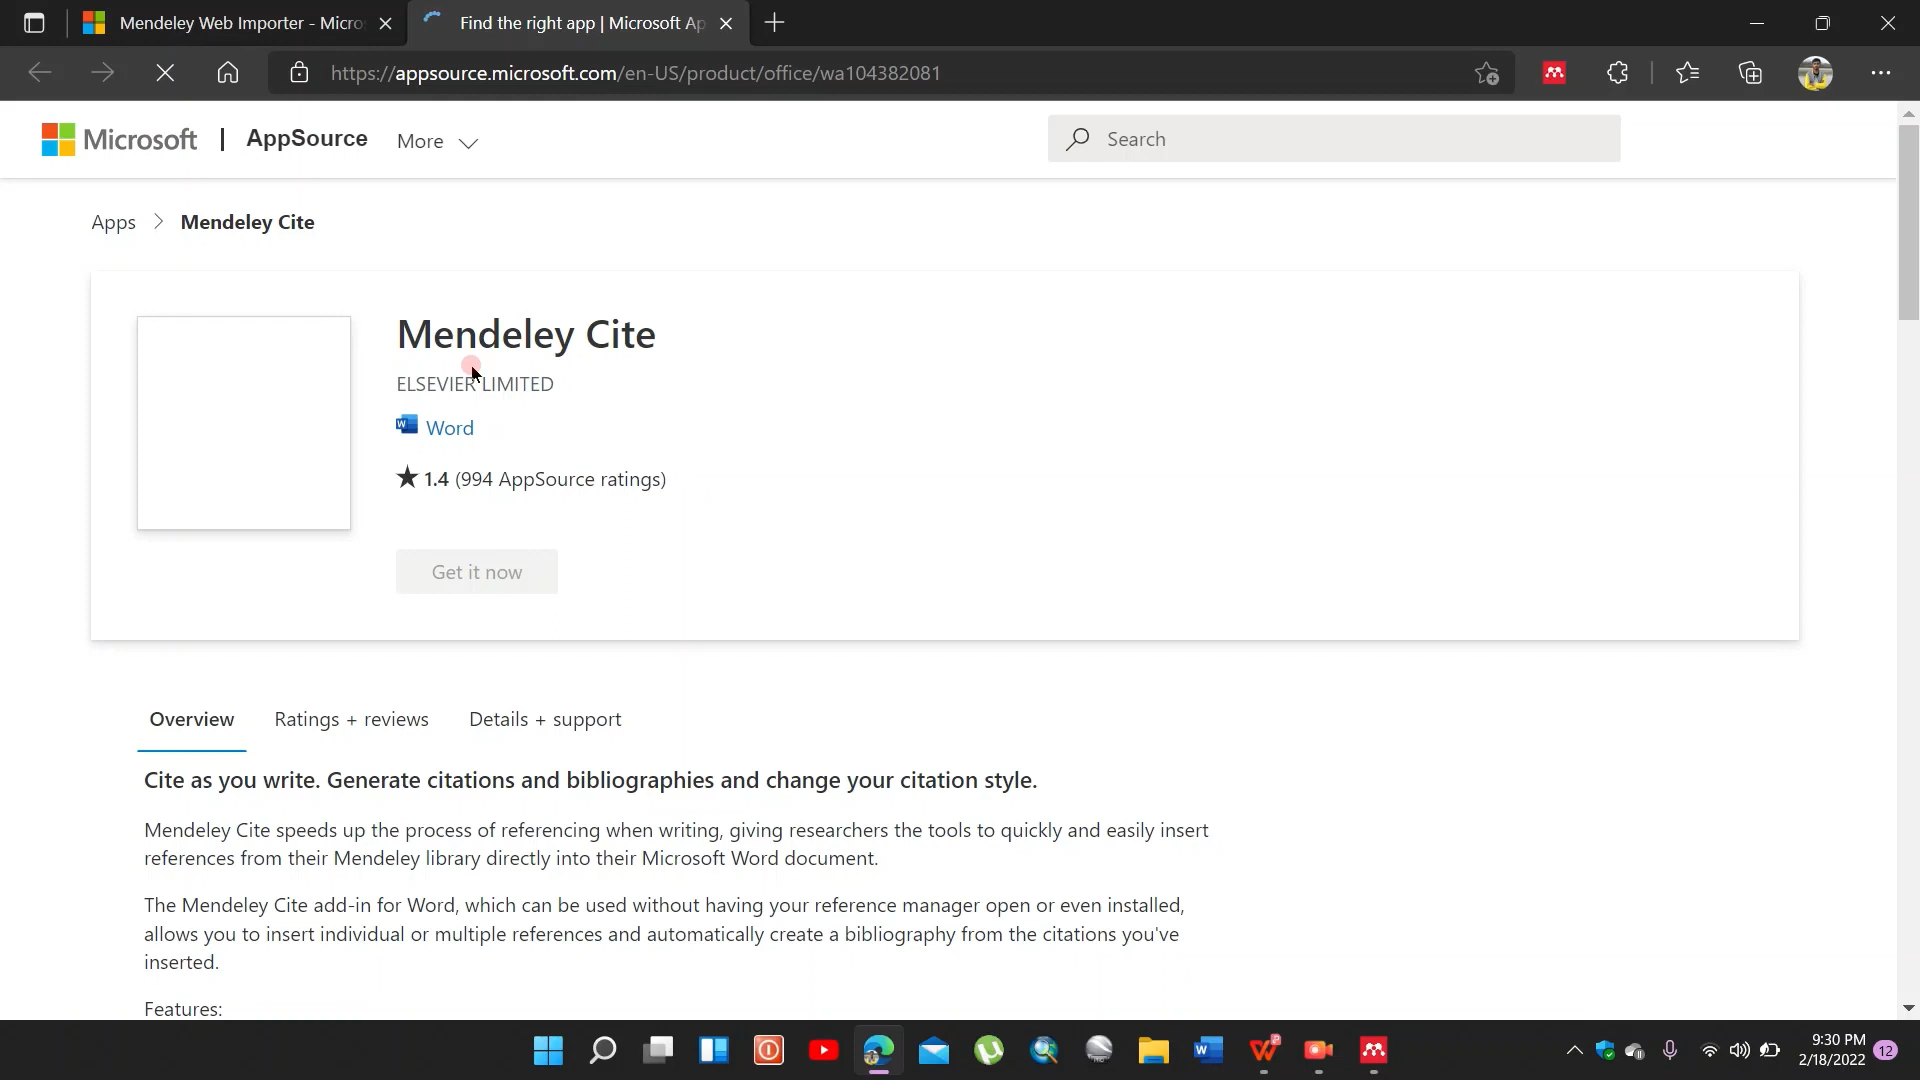 Mendeley Web Importer - Micro
Find the right app | Microsoft Ap
https://appsource.microsoft.com/en-US/product/office/wa104382081
Microsoft | AppSource More
Search
Apps > Mendeley Cite
Mendeley Cite
ELSEVIER LIMITED
Word
1.4 (994 AppSource ratings)
Get it now
Overview Ratings + reviews Details + support
Cite as you write. Generate citations and bibliographies and change your citation style.
Mendeley Cite speeds up the process of referencing when writing, giving researchers the tools to quickly and easily insert
references from their Mendeley library directly into their Microsoft Word document.
The Mendeley Cite add-in for Word, which can be used without having your reference manager open or even installed,
allows you to insert individual or multiple references and automatically create a bibliography from the citations you've
inserted.
Features:
9:30 PM
2/18/2022
12